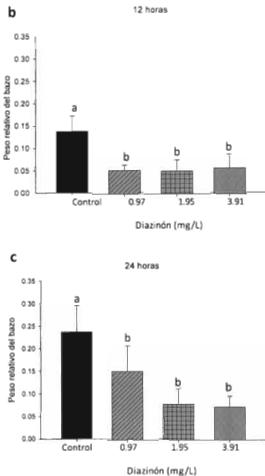 b
12 horas
Peso relativo del bazo
0.35
0.30
0.25
0.20
0.15
0.10
0.05
0.00
a
b
b
b
Control 0.97 1.95 3.91
Diazinón (mg/L)
c
24 horas
Peso relativo del bazo
0.35
0.30
0.25
0.20
0.15
0.10
0.05
0.00
a
b
b
b
Control 0.97 1.95 3.91
Diazinón (mg/L)